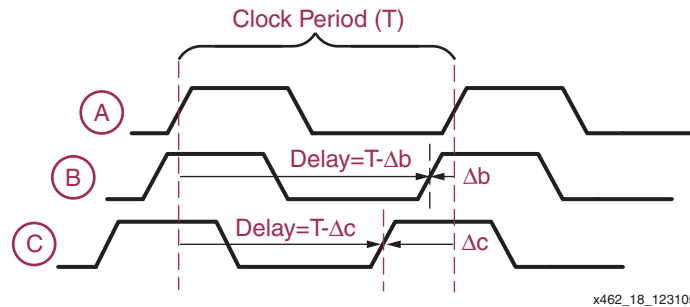 Clock Period (T)
A
B
Delay=T-Δb
Δb
C
Delay=T-Δc
Δc